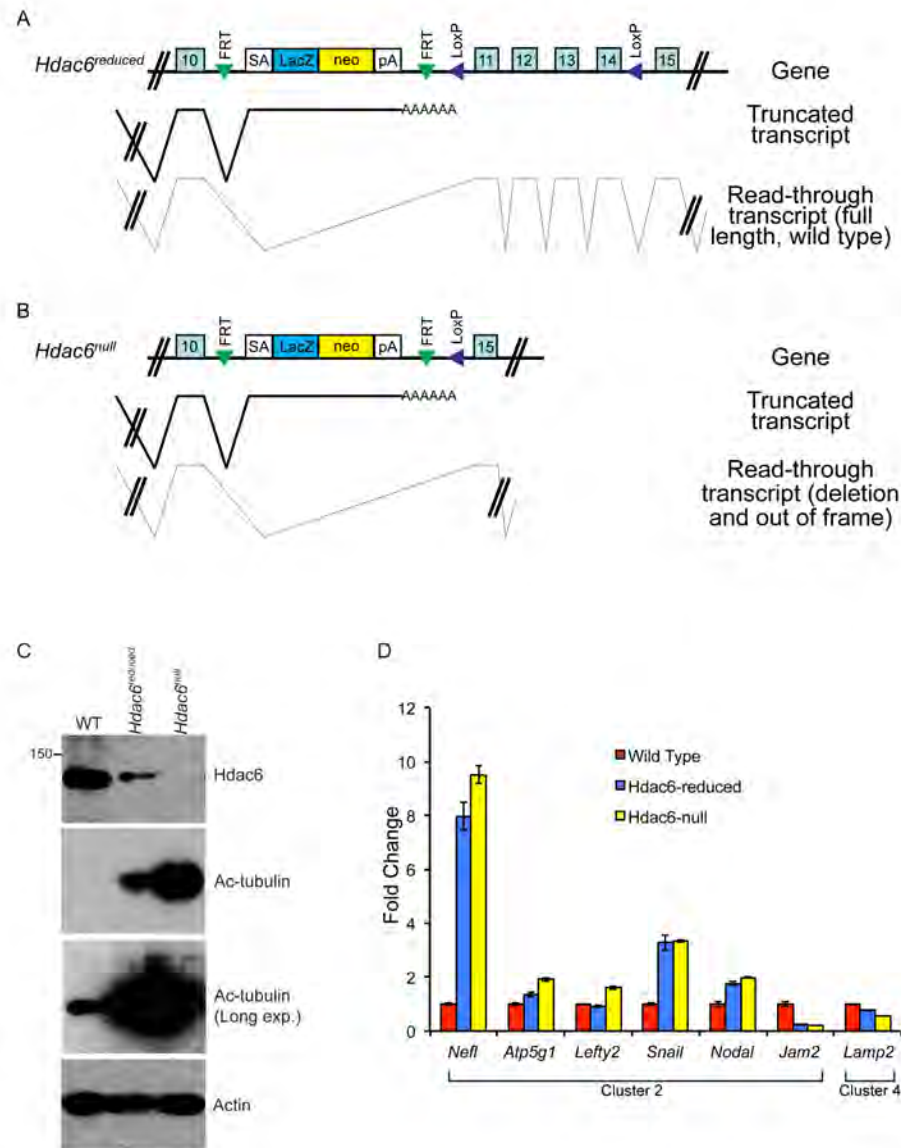 A
Hdac6reduced
10 FRT SA LacZ neo pA FRT LoxP 11 12 13 14 LoxP 15
Gene
AAAAAA
Truncated
transcript
Read-through
transcript (full
length, wild type)
B
Hdac6null
10 FRT SA LacZ neo pA FRT LoxP 15
Gene
AAAAAA
Truncated
transcript
Read-through
transcript (deletion
and out of frame)
C
WT Hdac6reduced Hdac6null
150
Hdac6
Ac-tubulin
Ac-tubulin
(Long exp.)
Actin
D
Fold Change
12
10
8
6
4
2
0
Wild Type
Hdac6-reduced
Hdac6-null
Nefl Atp5g1 Lefty2 Snail Nodal Jam2 Lamp2
Cluster 2 Cluster 4